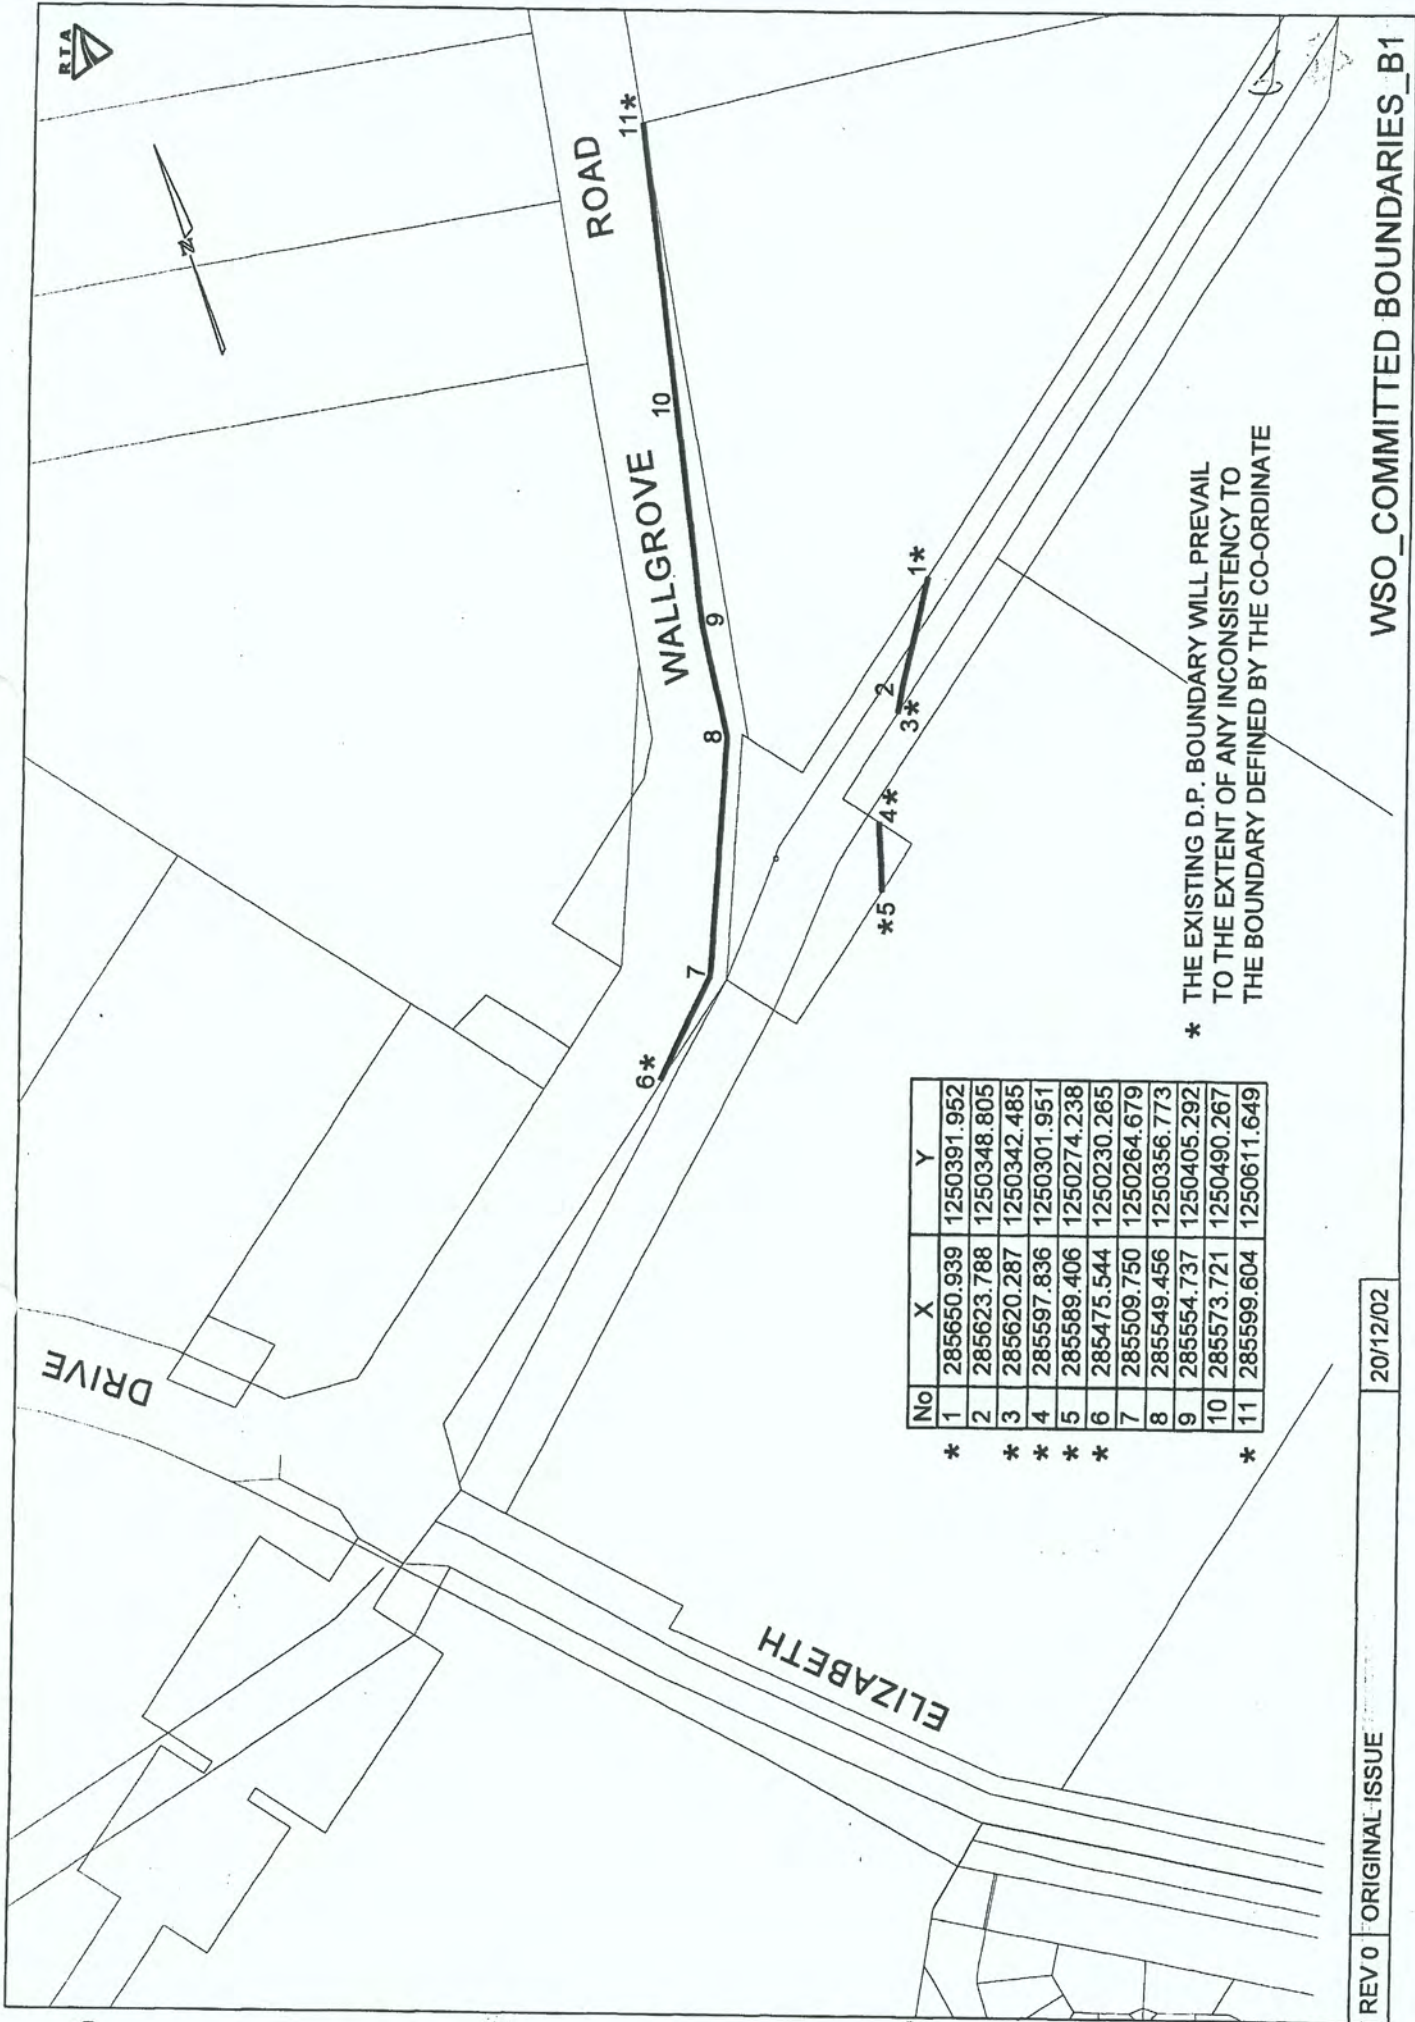 RTA
N
DRIVE
ELIZABETH
WALLGROVE
ROAD
6*
7
8
9
10
11*
1*
2
3*
4*
*5
No X Y
* 1 285650.939 1250391.952
2 285623.788 1250348.805
* 3 285620.287 1250342.485
* 4 285597.836 1250301.951
* 5 285589.406 1250274.238
* 6 285475.544 1250230.265
7 285509.750 1250264.679
8 285549.456 1250356.773
9 285554.737 1250405.292
10 285573.721 1250490.267
* 11 285599.604 1250611.649
* THE EXISTING D.P. BOUNDARY WILL PREVAIL
TO THE EXTENT OF ANY INCONSISTENCY TO
THE BOUNDARY DEFINED BY THE CO-ORDINATE
REV 0 ORIGINAL ISSUE 20/12/02
WSO_COMMITTED BOUNDARIES_B1